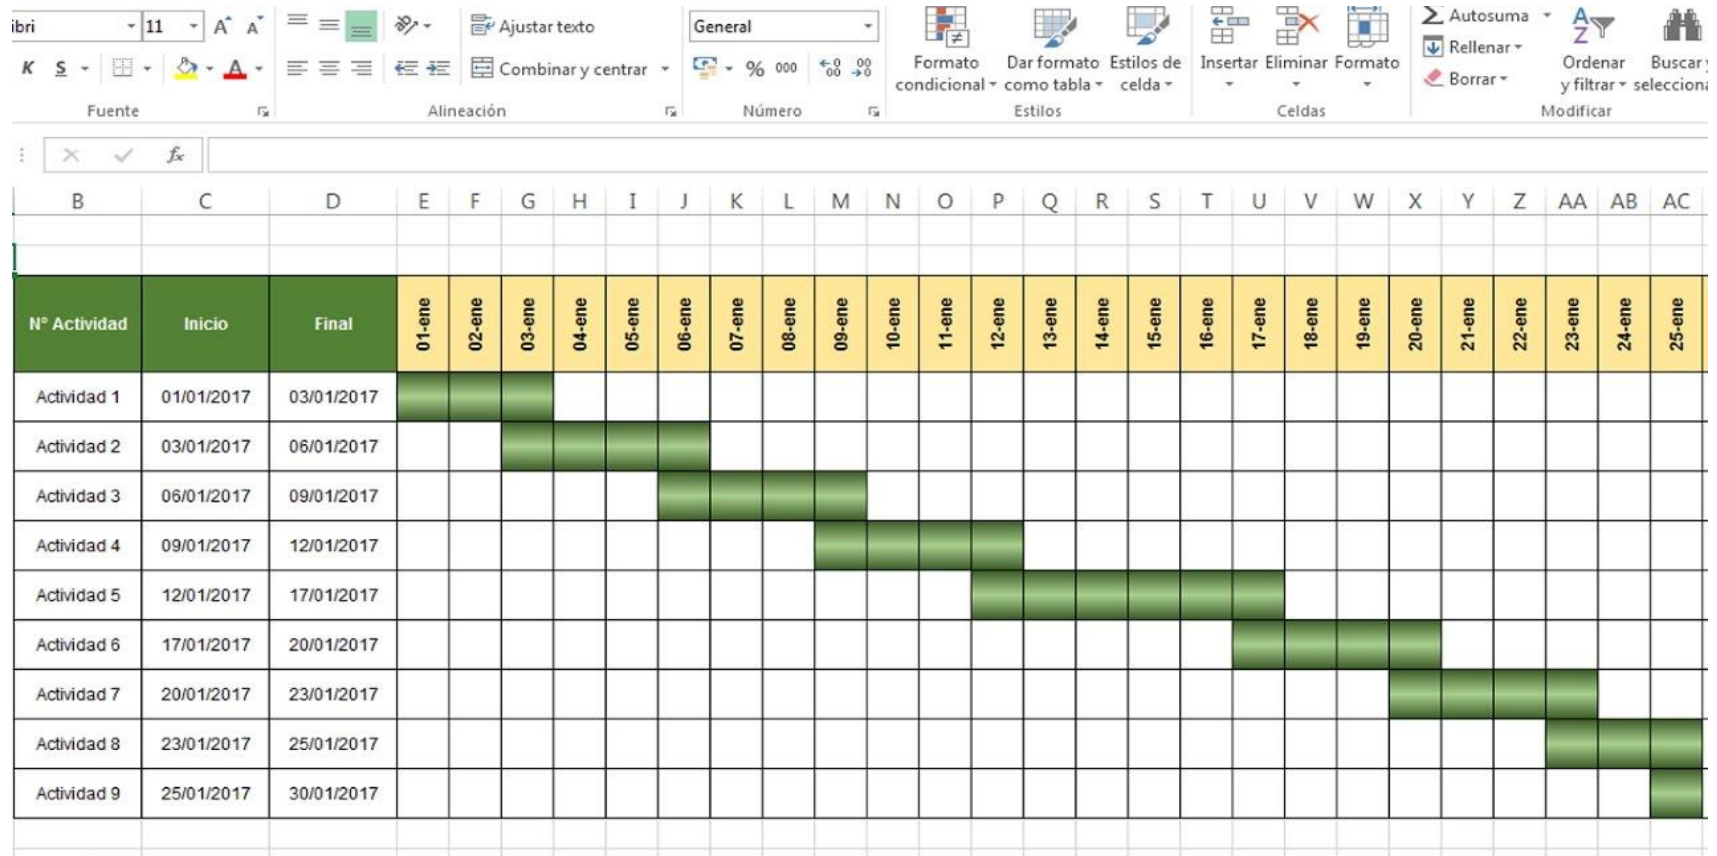 ibri 11 A A Ajustar texto General Autosuma
K S A Combinar y centrar % 000 Formato condicional Dar formato como tabla Estilos de celda Insertar Eliminar Formato Rellenar Borrar Ordenar y filtrar Buscar y selecciona
Fuente Alineación Número Estilos Celdas Modificar
fx
B C D E F G H I J K L M N O P Q R S T U V W X Y Z AA AB AC
N° Actividad Inicio Final 01-ene 02-ene 03-ene 04-ene 05-ene 06-ene 07-ene 08-ene 09-ene 10-ene 11-ene 12-ene 13-ene 14-ene 15-ene 16-ene 17-ene 18-ene 19-ene 20-ene 21-ene 22-ene 23-ene 24-ene 25-ene
Actividad 1 01/01/2017 03/01/2017
Actividad 2 03/01/2017 06/01/2017
Actividad 3 06/01/2017 09/01/2017
Actividad 4 09/01/2017 12/01/2017
Actividad 5 12/01/2017 17/01/2017
Actividad 6 17/01/2017 20/01/2017
Actividad 7 20/01/2017 23/01/2017
Actividad 8 23/01/2017 25/01/2017
Actividad 9 25/01/2017 30/01/2017